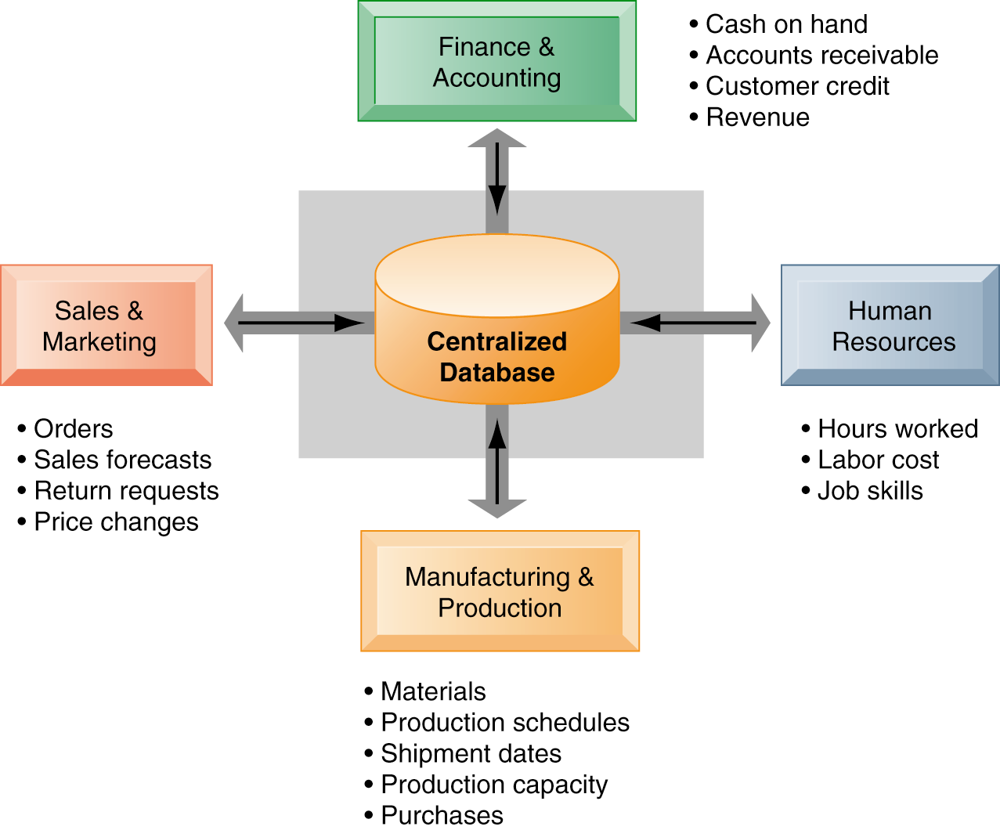 Finance &
Accounting
• Cash on hand
• Accounts receivable
• Customer credit
• Revenue
Sales &
Marketing
• Orders
• Sales forecasts
• Return requests
• Price changes
Centralized
Database
Human
Resources
• Hours worked
• Labor cost
• Job skills
Manufacturing &
Production
• Materials
• Production schedules
• Shipment dates
• Production capacity
• Purchases